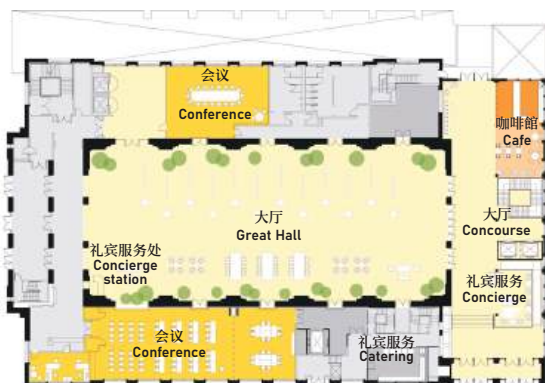 会议
Conference
咖啡館
Cafe
大厅
Concourse
大厅
Great Hall
礼宾服务处
Concierge
station
礼宾服务
Concierge
会议
Conference
礼宾服务
Catering